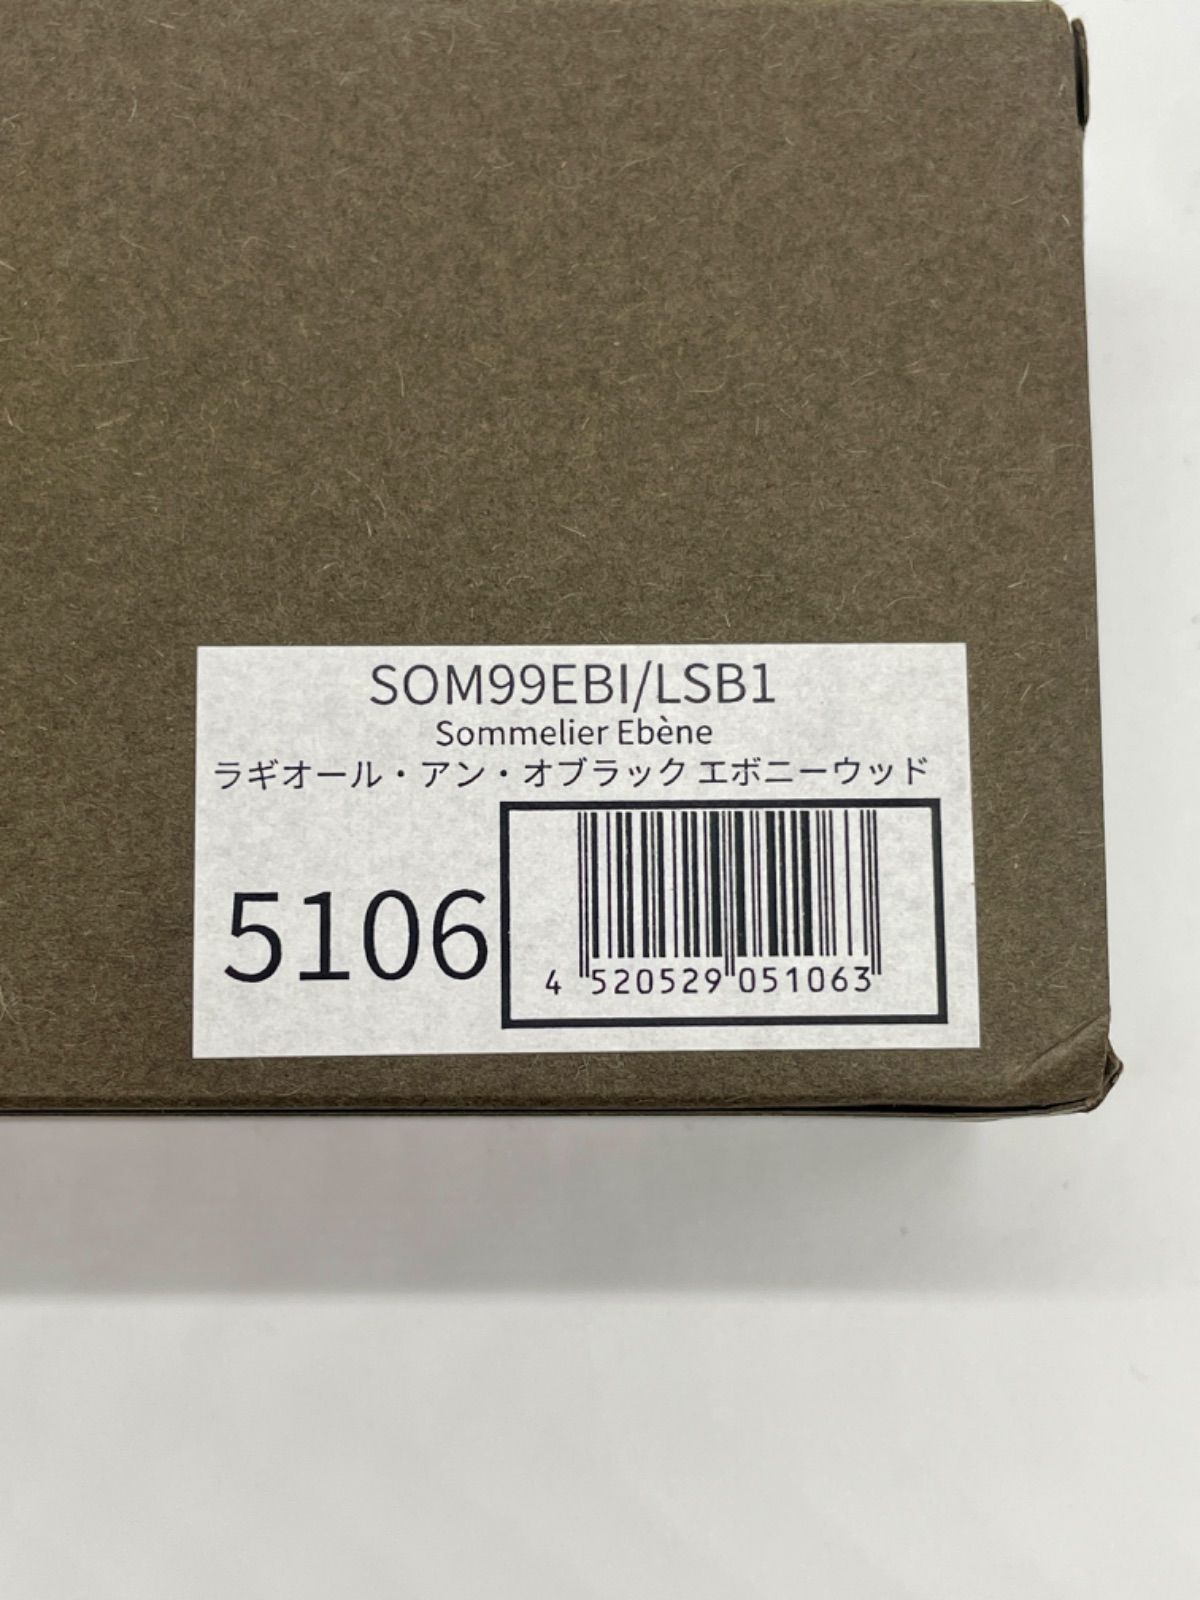 SOM99EBI/LSB1
Sommelier Ebène
ラギオール・アン・オブラック エボニーウッド
5106
4 520529 051063